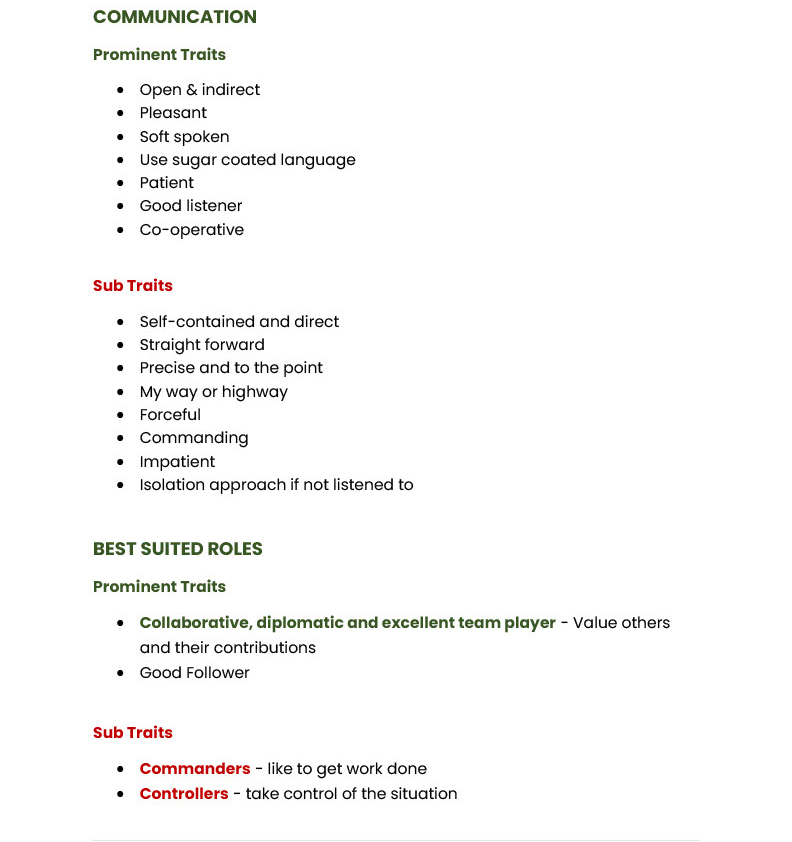 COMMUNICATION
Prominent Traits
• Open & indirect
• Pleasant
• Soft spoken
• Use sugar coated language
• Patient
• Good listener
• Co-operative
Sub Traits
• Self-contained and direct
• Straight forward
• Precise and to the point
• My way or highway
• Forceful
• Commanding
• Impatient
• Isolation approach if not listened to
BEST SUITED ROLES
Prominent Traits
• Collaborative, diplomatic and excellent team player - Value others
and their contributions
• Good Follower
Sub Traits
• Commanders - like to get work done
• Controllers - take control of the situation